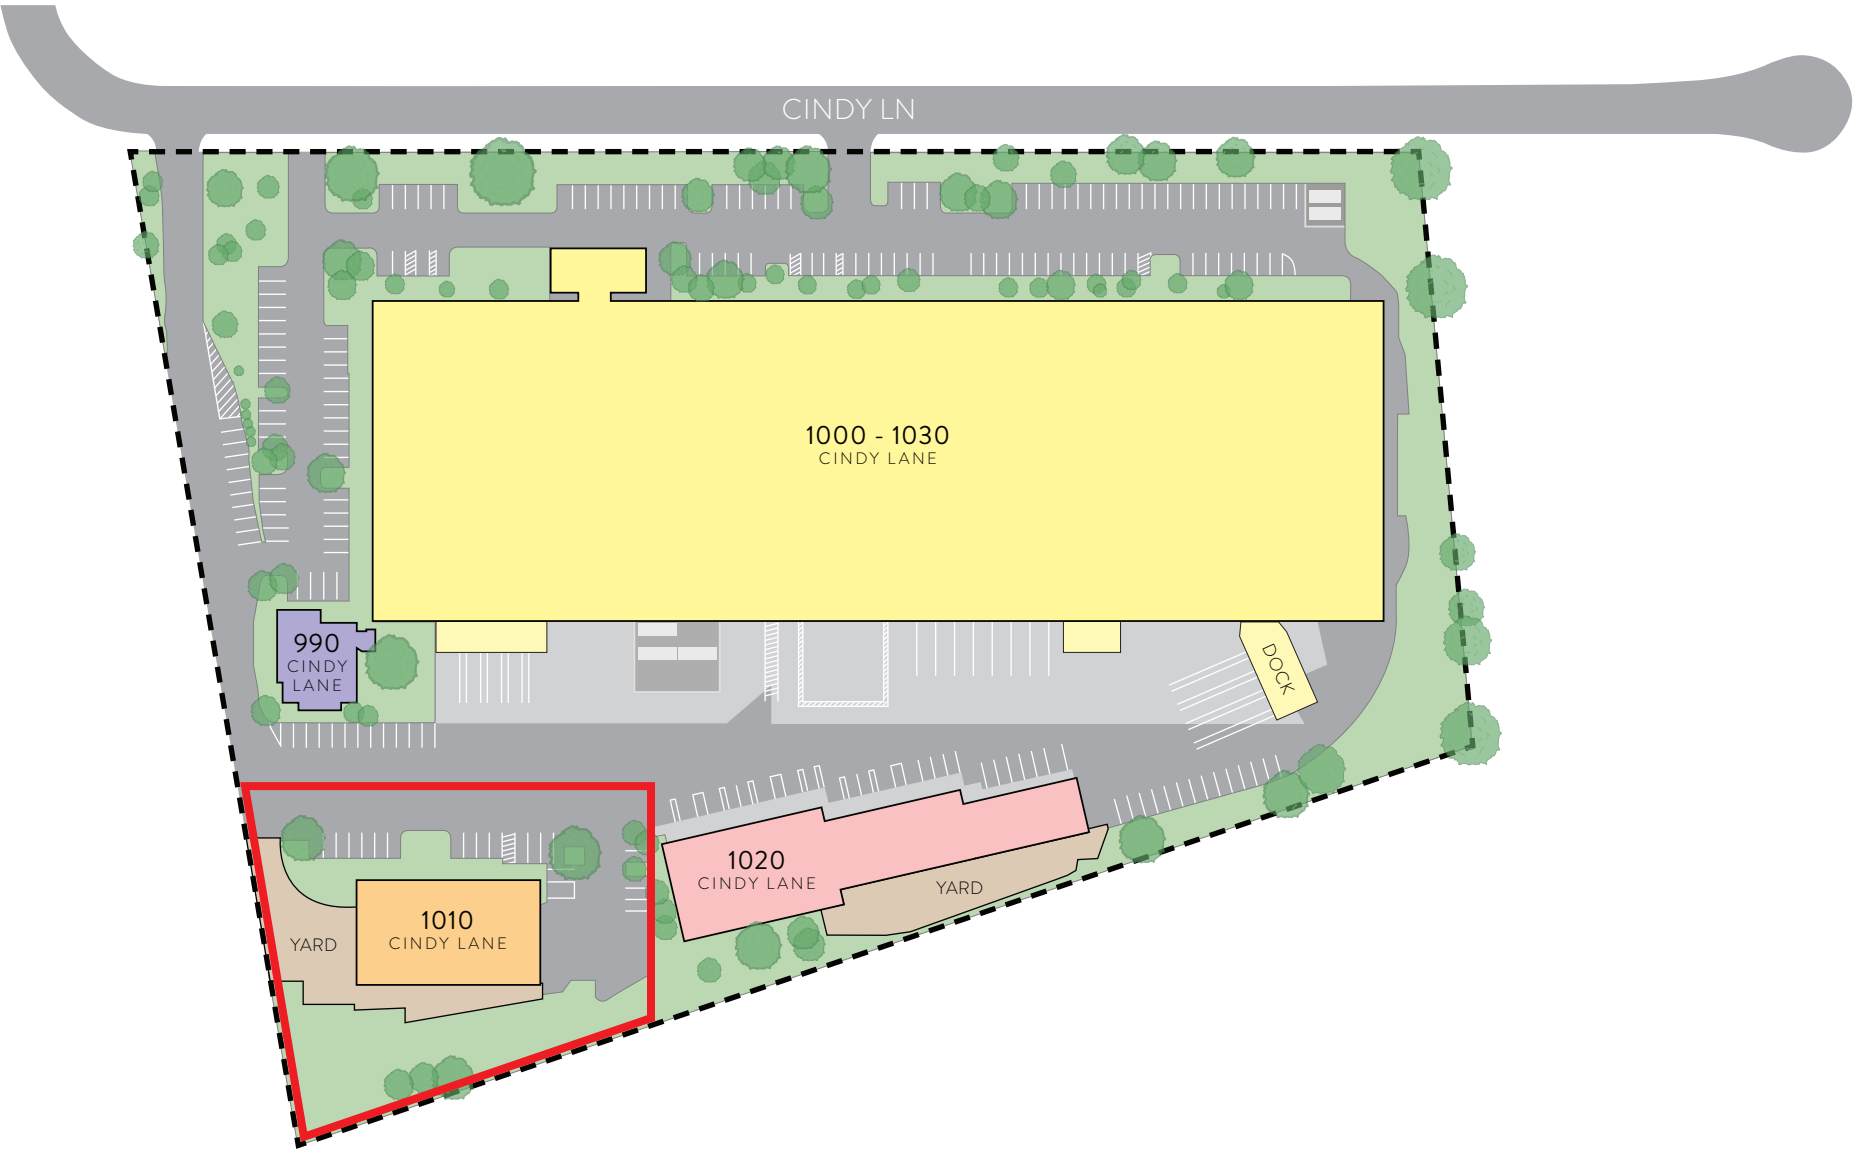 CINDY LN
1000 - 1030
CINDY LANE
990
CINDY
LANE
DOCK
1020
CINDY LANE
YARD
1010
CINDY LANE
YARD